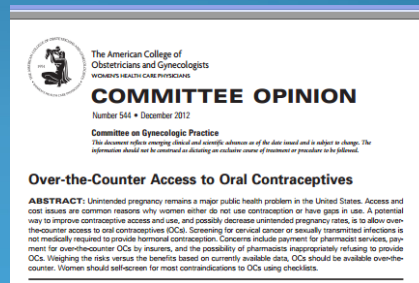 The American College of
Obstetricians and Gynecologists
WOMEN'S HEALTH CARE PHYSICIANS
COMMITTEE OPINION
Number 544 • December 2012
Committee on Gynecologic Practice
This document reflects emerging clinical and scientific advances as of the date issued and is subject to change. The
information should not be construed as dictating an exclusive course of treatment or procedure to be followed.
Over-the-Counter Access to Oral Contraceptives
ABSTRACT: Unintended pregnancy remains a major public health problem in the United States. Access and
cost issues are common reasons why women either do not use contraception or have gaps in use. A potential
way to improve contraceptive access and use, and possibly decrease unintended pregnancy rates, is to allow over-
the-counter access to oral contraceptives (OCs). Screening for cervical cancer or sexually transmitted infections is
not medically required to provide hormonal contraception. Concerns include payment for pharmacist services, pay-
ment for over-the-counter OCs by insurers, and the possibility of pharmacists inappropriately refusing to provide
OCs. Weighing the risks versus the benefits based on currently available data, OCs should be available over-the-
counter. Women should self-screen for most contraindications to OCs using checklists.